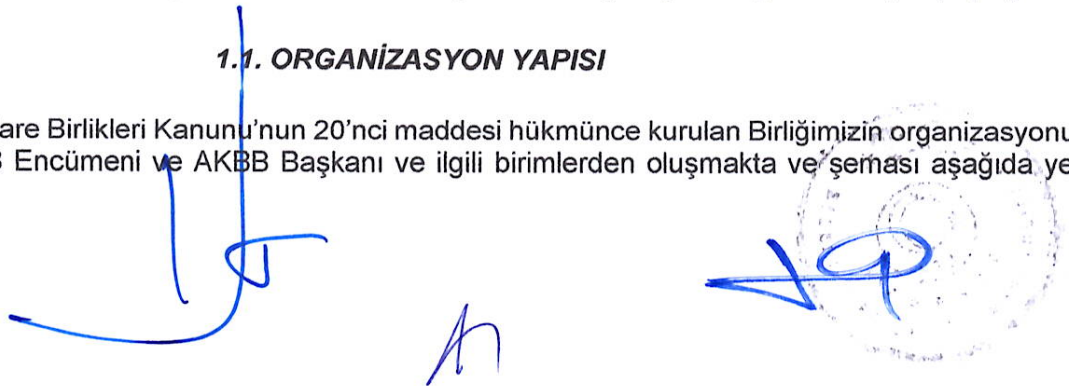 1.1. ORGANİZASYON YAPISI
are Birlikleri Kanunu'nun 20'nci maddesi hükmünce kurulan Birliğimizin organizasyonu
Encümeni ve AKBB Başkanı ve ilgili birimlerden oluşmakta ve şeması aşağıda ye